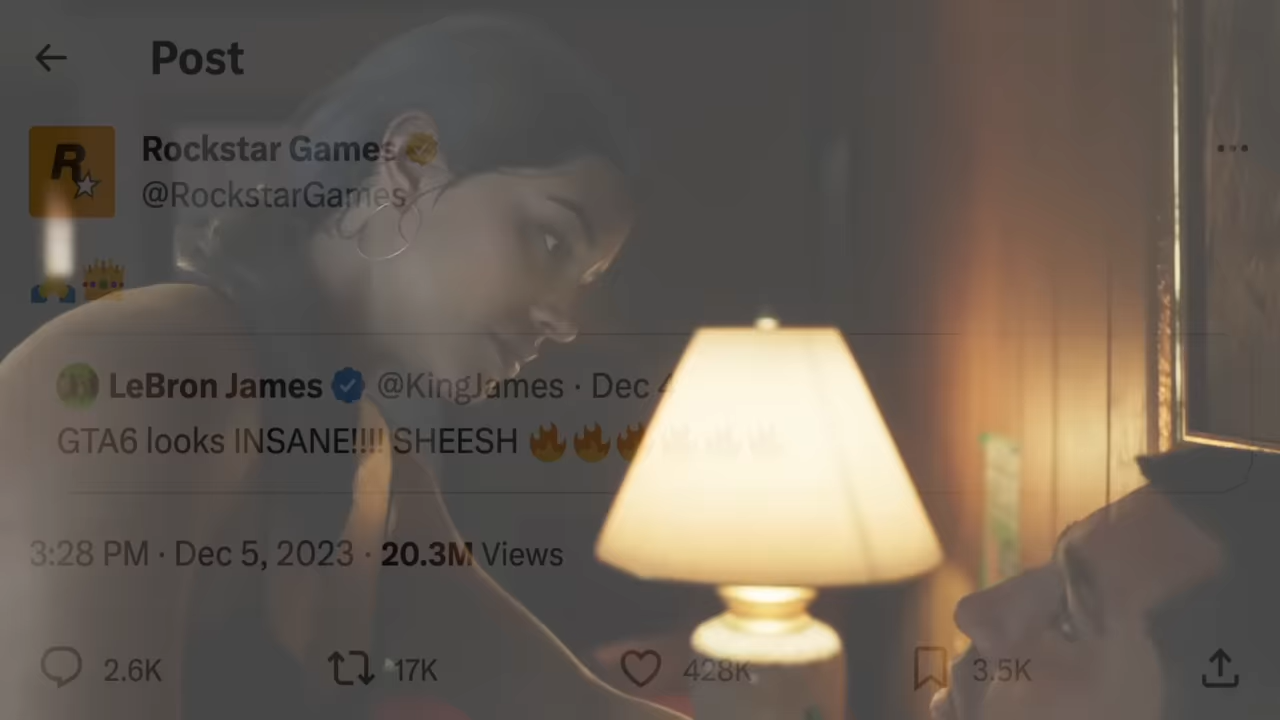 Post
R
Rockstar Games
@RockstarGames
LeBron James @KingJames · Dec 4
GTA6 looks INSANE!!!! SHEESH 🔥🔥🔥🔥🔥🔥
3:28 PM · Dec 5, 2023 · 20.3M Views
2.6K 17K 428K 3.5K